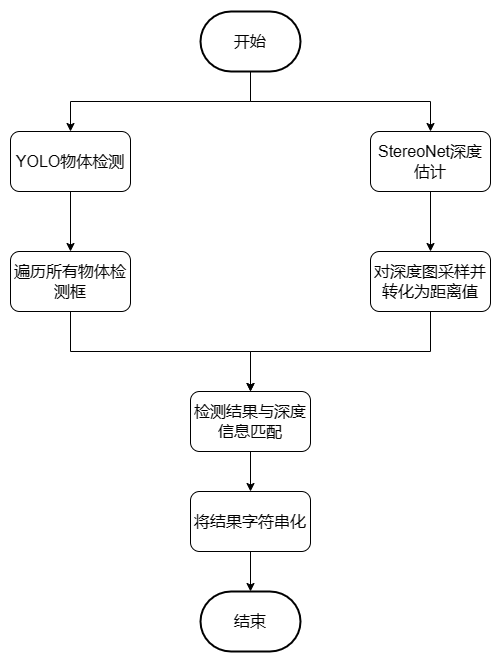 开始
YOLO物体检测
StereoNet深度
估计
遍历所有物体检
测框
对深度图采样并
转化为距离值
检测结果与深度
信息匹配
将结果字符串化
结束